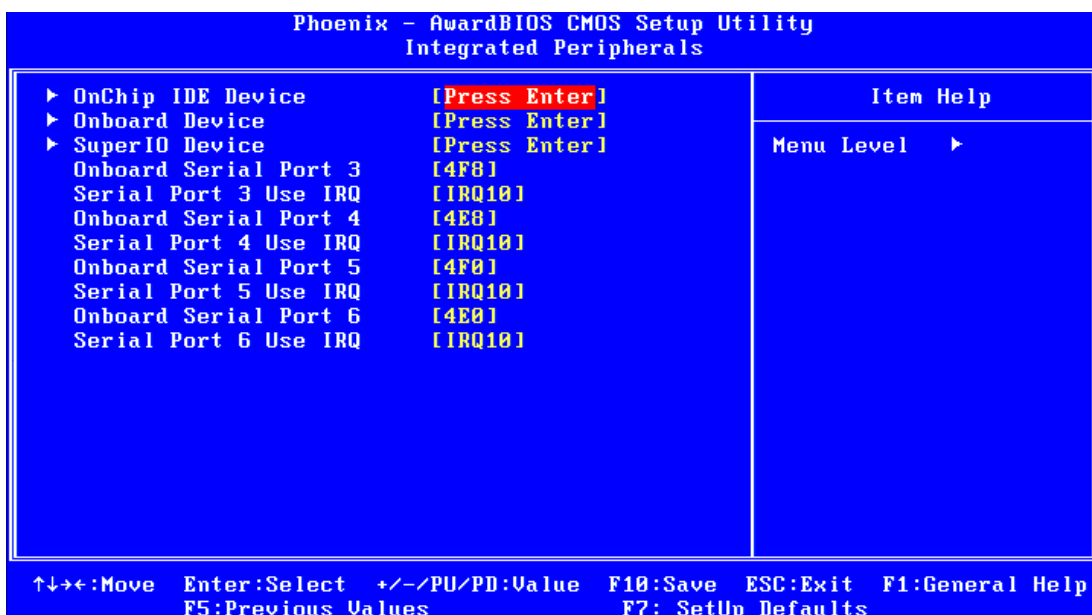 Phoenix - AwardBIOS CMOS Setup Utility
Integrated Peripherals
▶ OnChip IDE Device [Press Enter]
▶ Onboard Device [Press Enter]
▶ SuperIO Device [Press Enter]
Onboard Serial Port 3 [4F8]
Serial Port 3 Use IRQ [IRQ10]
Onboard Serial Port 4 [4E8]
Serial Port 4 Use IRQ [IRQ10]
Onboard Serial Port 5 [4F0]
Serial Port 5 Use IRQ [IRQ10]
Onboard Serial Port 6 [4E0]
Serial Port 6 Use IRQ [IRQ10]
Item Help
Menu Level ▶
↑↓→←:Move Enter:Select +/-/PU/PD:Value F10:Save ESC:Exit F1:General Help
F5:Previous Values F7: SetUp Defaults